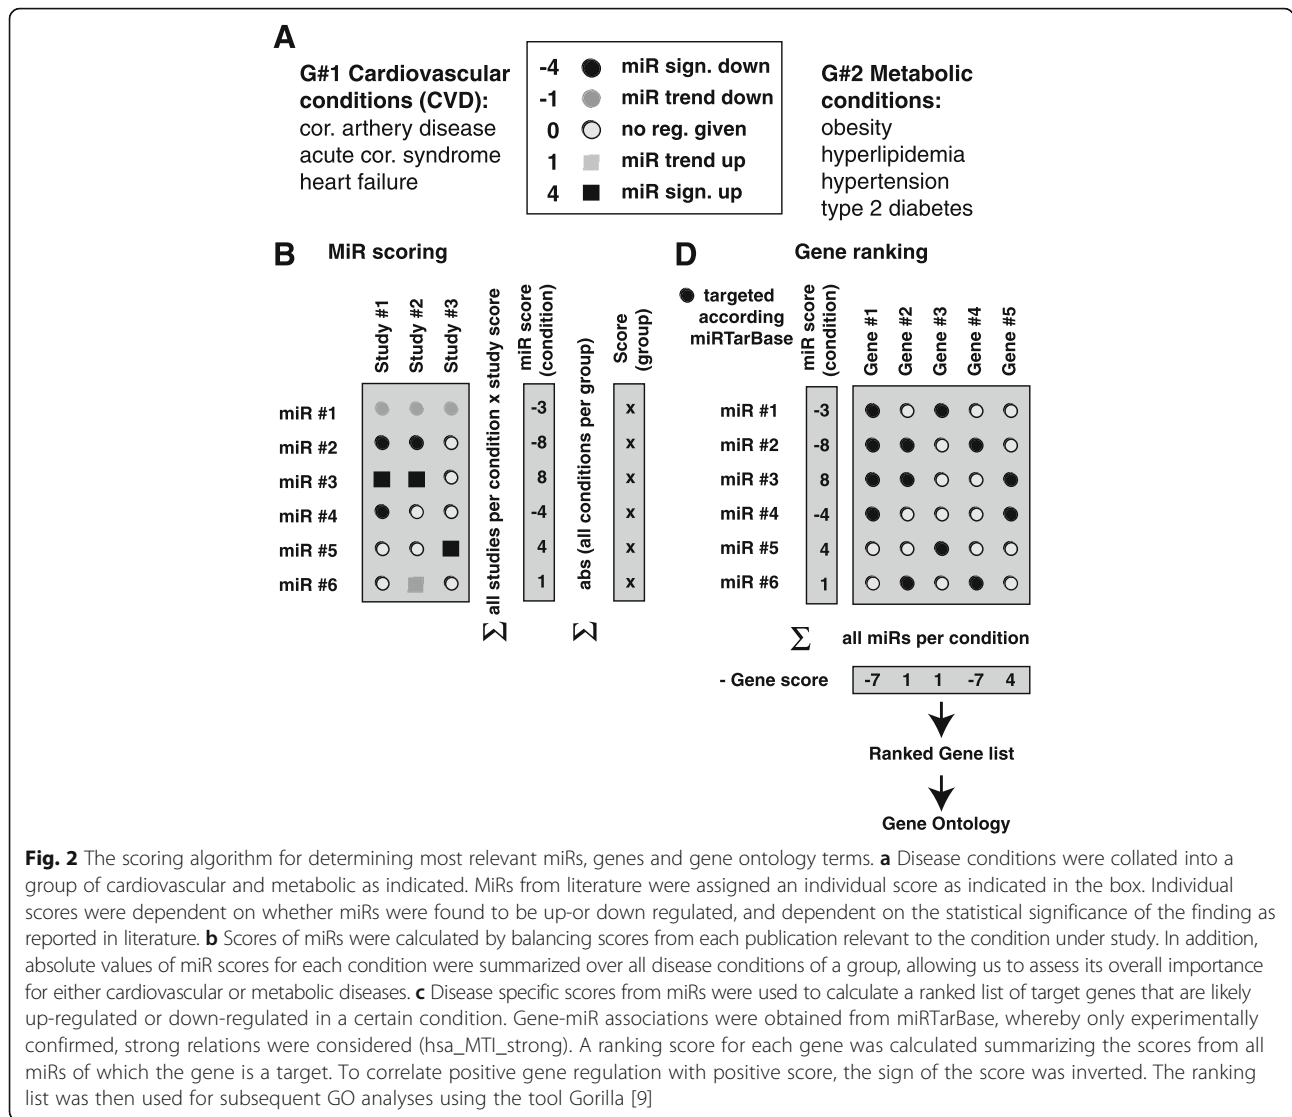 A
G#1 Cardiovascular
conditions (CVD):
cor. arthery disease
acute cor. syndrome
heart failure
-4 miR sign. down
-1 miR trend down
0 no reg. given
1 miR trend up
4 miR sign. up
G#2 Metabolic
conditions:
obesity
hyperlipidemia
hypertension
type 2 diabetes
B MiR scoring
Study #1
Study #2
Study #3
Σ all studies per condition x study score
miR score
(condition)
Σ abs (all conditions per group)
Score
(group)
miR #1 -3 x
miR #2 -8 x
miR #3 8 x
miR #4 -4 x
miR #5 4 x
miR #6 1 x
D Gene ranking
targeted
according
miRTarBase
miR score
(condition)
Gene #1
Gene #2
Gene #3
Gene #4
Gene #5
miR #1 -3
miR #2 -8
miR #3 8
miR #4 -4
miR #5 4
miR #6 1
Σ all miRs per condition
- Gene score -7 1 1 -7 4
Ranked Gene list
Gene Ontology
Fig. 2 The scoring algorithm for determining most relevant miRs, genes and gene ontology terms. a Disease conditions were collated into a
group of cardiovascular and metabolic as indicated. MiRs from literature were assigned an individual score as indicated in the box. Individual
scores were dependent on whether miRs were found to be up-or down regulated, and dependent on the statistical significance of the finding as
reported in literature. b Scores of miRs were calculated by balancing scores from each publication relevant to the condition under study. In addition,
absolute values of miR scores for each condition were summarized over all disease conditions of a group, allowing us to assess its overall importance
for either cardiovascular or metabolic diseases. c Disease specific scores from miRs were used to calculate a ranked list of target genes that are likely
up-regulated or down-regulated in a certain condition. Gene-miR associations were obtained from miRTarBase, whereby only experimentally
confirmed, strong relations were considered (hsa_MTI_strong). A ranking score for each gene was calculated summarizing the scores from all
miRs of which the gene is a target. To correlate positive gene regulation with positive score, the sign of the score was inverted. The ranking
list was then used for subsequent GO analyses using the tool Gorilla [9]